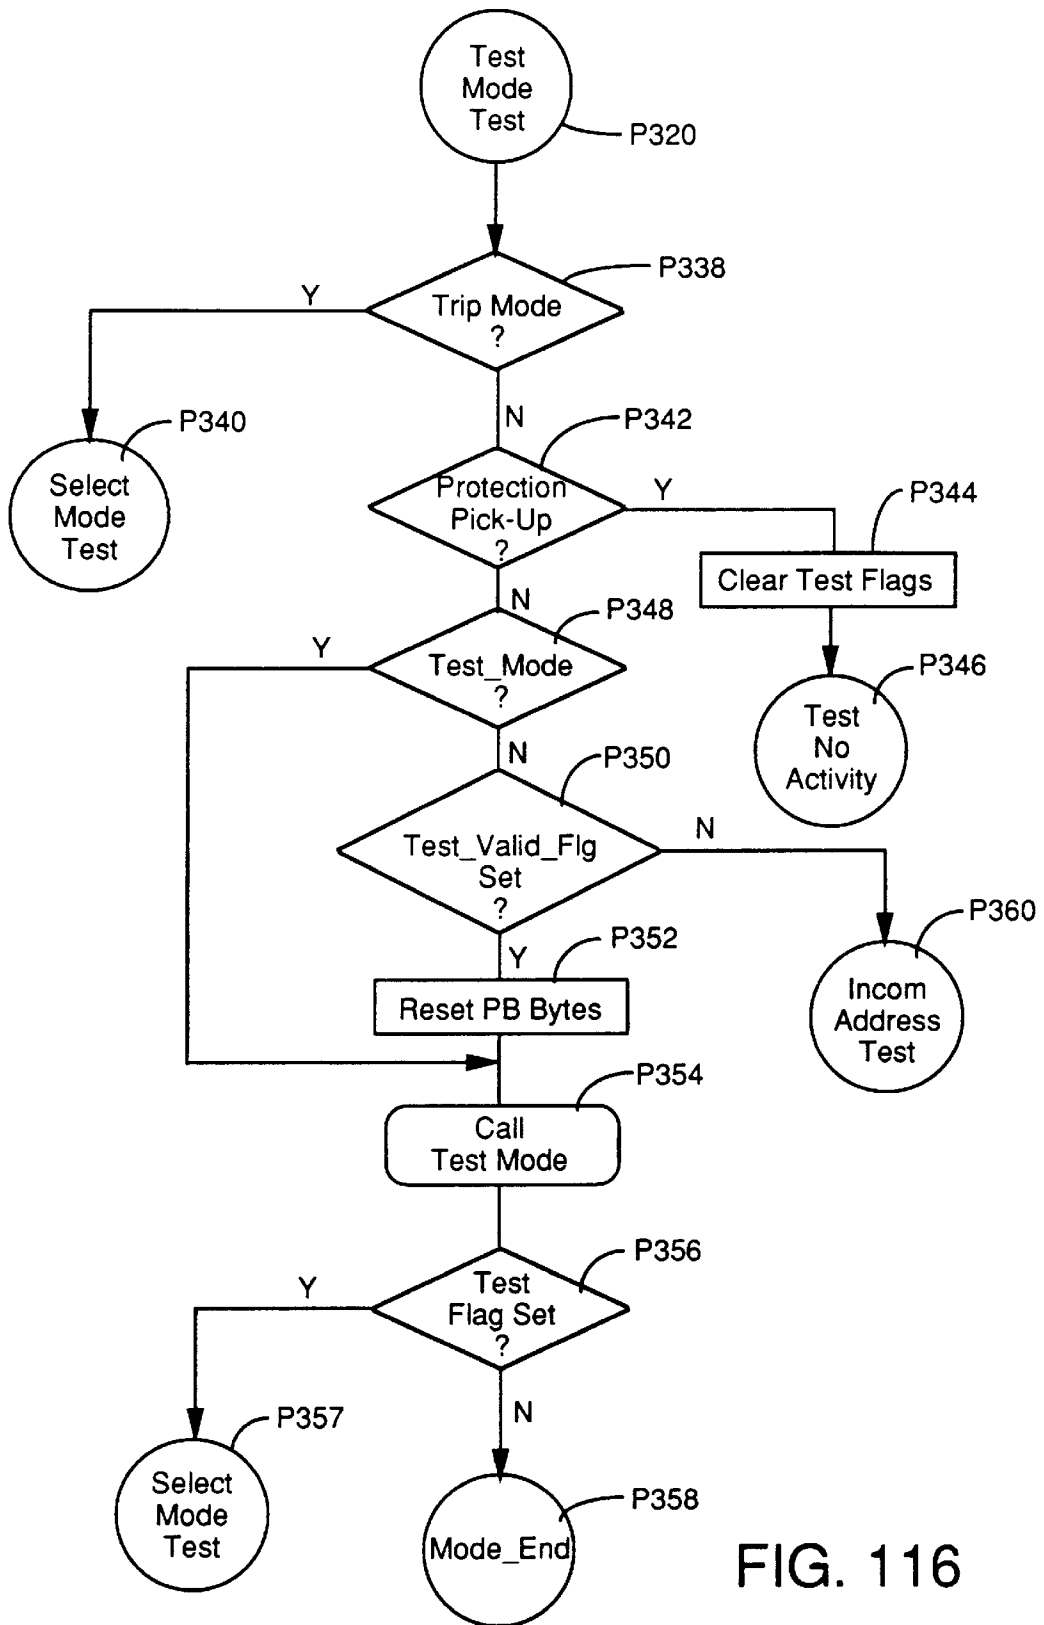 Test
Mode
Test
P320
P338
Y
Trip Mode
?
P340
N
P342
Select
Mode
Test
Protection
Pick-Up
?
Y
P344
Clear Test Flags
N
P348
Y
Test_Mode
?
P346
Test
No
Activity
N
P350
N
Test_Valid_Flg
Set
?
P360
P352
Y
Incom
Address
Test
Reset PB Bytes
P354
Call
Test Mode
P356
Y
Test
Flag Set
?
P357
N
Select
Mode
Test
P358
Mode_End
FIG. 116